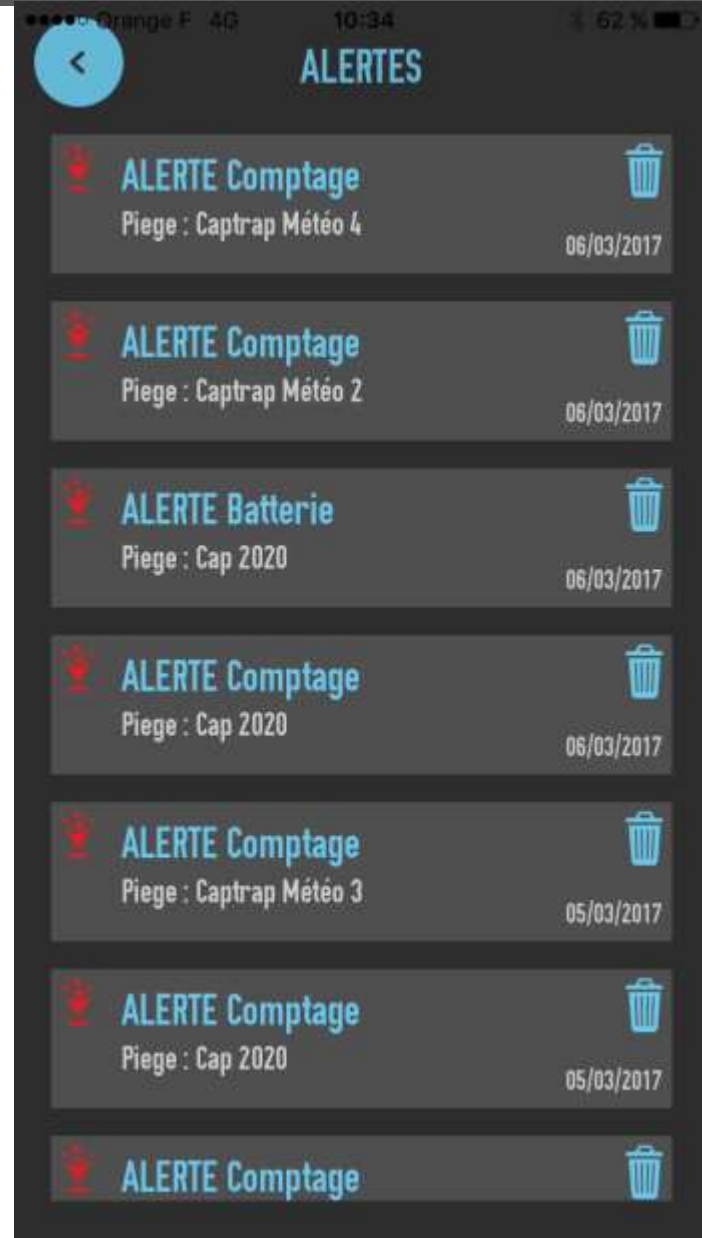 Orange F 4G 10:34 62 %
ALERTES
ALERTE Comptage
Piege : Captrap Météo 4
06/03/2017
ALERTE Comptage
Piege : Captrap Météo 2
06/03/2017
ALERTE Batterie
Piege : Cap 2020
06/03/2017
ALERTE Comptage
Piege : Cap 2020
06/03/2017
ALERTE Comptage
Piege : Captrap Météo 3
05/03/2017
ALERTE Comptage
Piege : Cap 2020
05/03/2017
ALERTE Comptage